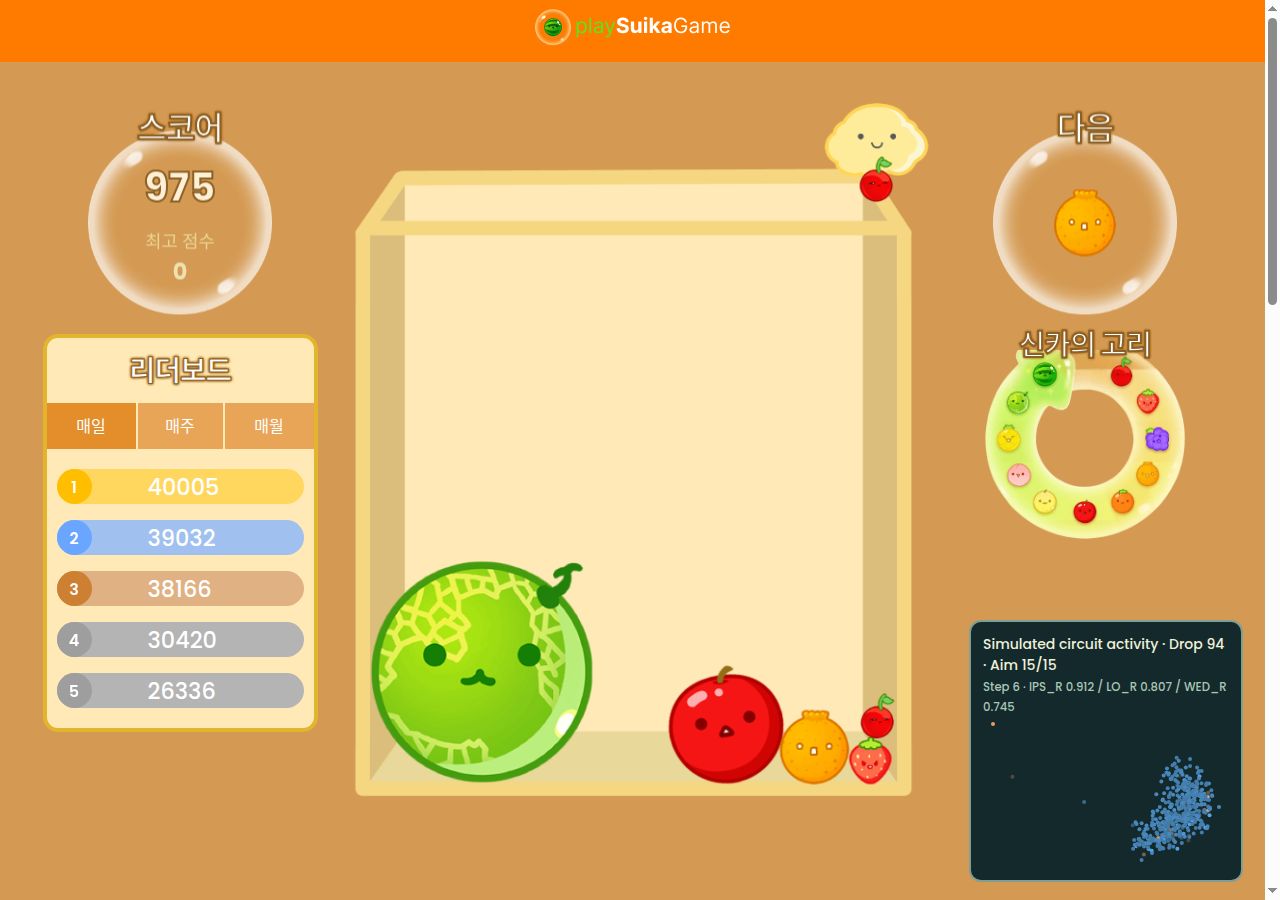 playSuikaGame
스코어
975
최고 점수
0
다음
리더보드
매일 매주 매월
1 40005
2 39032
3 38166
4 30420
5 26336
신카의 고리
Simulated circuit activity · Drop 94
· Aim 15/15
Step 6 · IPS_R 0.912 / LO_R 0.807 / WED_R
0.745